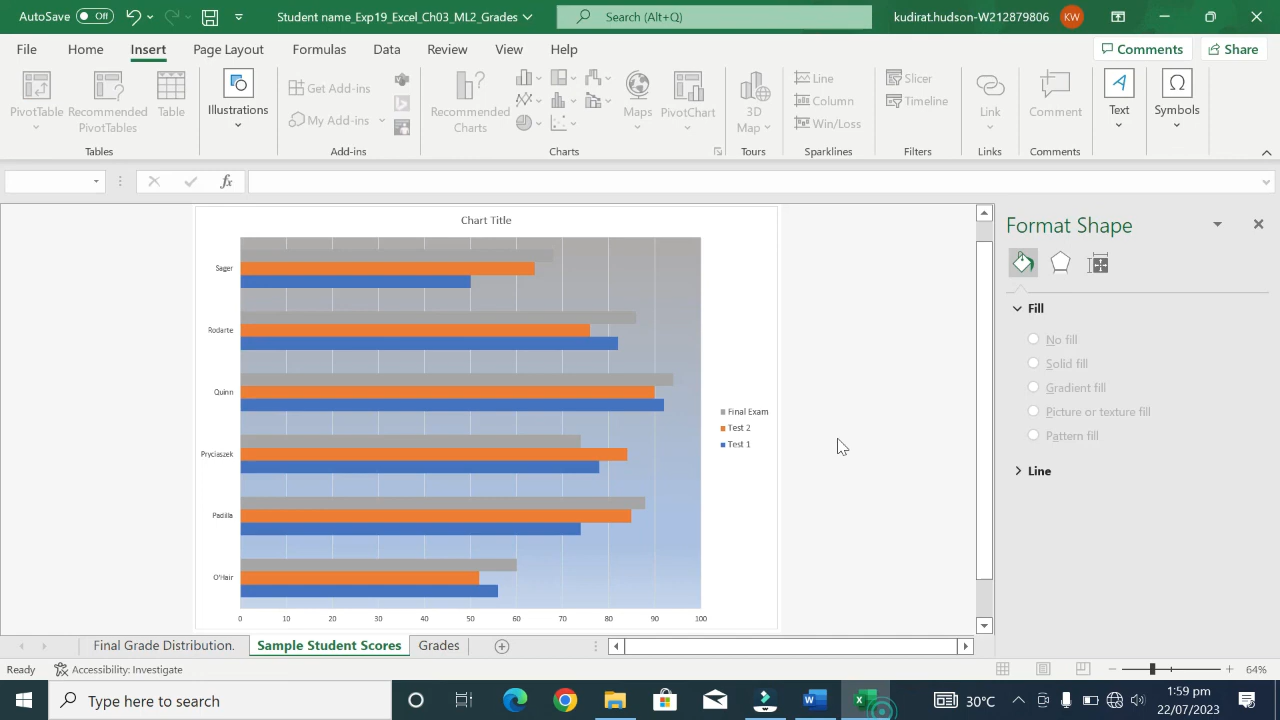 AutoSave Off
Student name_Exp19_Excel_Ch03_ML2_Grades
Search (Alt+Q)
kudirat.hudson-W212879806 KW
File Home Insert Page Layout Formulas Data Review View Help
Comments Share
PivotTable
Recommended PivotTables
Table
Tables
Illustrations
Get Add-ins
My Add-ins
Add-ins
Recommended Charts
Maps
PivotChart
Charts
3D Map
Tours
Line
Column
Win/Loss
Sparklines
Slicer
Timeline
Filters
Link
Links
Comment
Comments
Text
Symbols
fx
Chart Title
Sager
Rodarte
Quinn
Pryciaszek
Padilla
O'Hair
0 10 20 30 40 50 60 70 80 90 100
Final Exam
Test 2
Test 1
Format Shape
Fill
No fill
Solid fill
Gradient fill
Picture or texture fill
Pattern fill
Line
Final Grade Distribution. Sample Student Scores Grades
Ready Accessibility: Investigate
64%
Type here to search
30°C
1:59 pm
22/07/2023